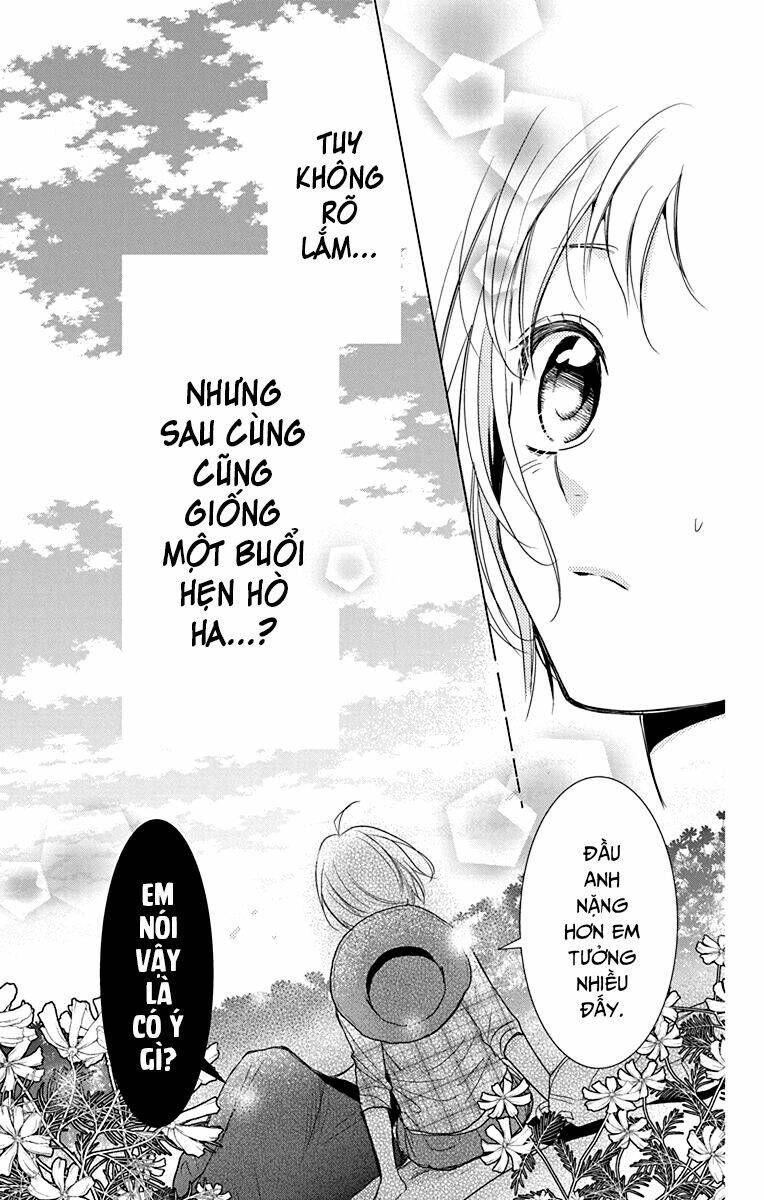 TUY
KHÔNG
RÕ
LẮM...
NHƯNG
SAU CÙNG
CŨNG
GIỐNG
MỘT BUỔI
HẸN HÒ
HA...?
ĐẦU
ANH
NẶNG
HƠN EM
TƯỞNG
NHIỀU
ĐẤY.
EM
NÓI
VẬY
LÀ
CÓ Ý
GÌ?